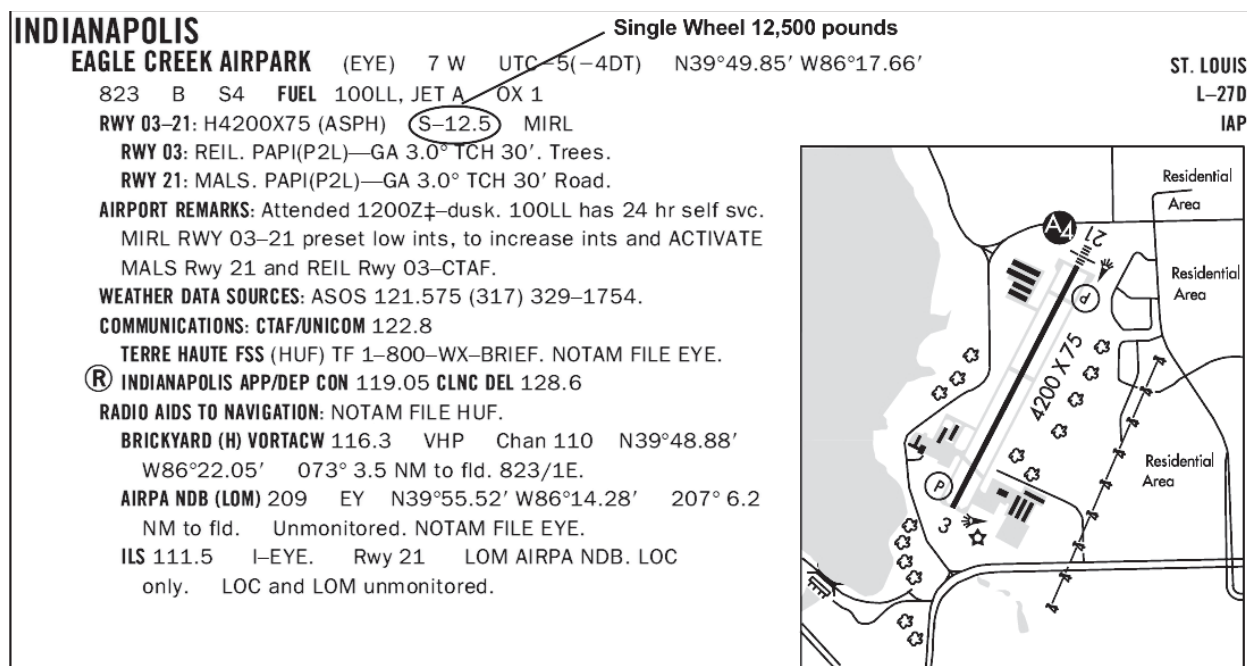 INDIANAPOLIS
Single Wheel 12,500 pounds
EAGLE CREEK AIRPARK (EYE) 7 W UTC–5(–4DT) N39°49.85′ W86°17.66′
ST. LOUIS
823 B S4 FUEL 100LL, JET A OX 1
L–27D
RWY 03–21: H4200X75 (ASPH) S–12.5 MIRL
IAP
RWY 03: REIL. PAPI(P2L)—GA 3.0° TCH 30′. Trees.
RWY 21: MALS. PAPI(P2L)—GA 3.0° TCH 30′ Road.
AIRPORT REMARKS: Attended 1200Z‡–dusk. 100LL has 24 hr self svc.
MIRL RWY 03–21 preset low ints, to increase ints and ACTIVATE
MALS Rwy 21 and REIL Rwy 03–CTAF.
WEATHER DATA SOURCES: ASOS 121.575 (317) 329–1754.
COMMUNICATIONS: CTAF/UNICOM 122.8
TERRE HAUTE FSS (HUF) TF 1–800–WX–BRIEF. NOTAM FILE EYE.
Ⓡ INDIANAPOLIS APP/DEP CON 119.05 CLNC DEL 128.6
RADIO AIDS TO NAVIGATION: NOTAM FILE HUF.
BRICKYARD (H) VORTACW 116.3 VHP Chan 110 N39°48.88′
W86°22.05′ 073° 3.5 NM to fld. 823/1E.
AIRPA NDB (LOM) 209 EY N39°55.52′ W86°14.28′ 207° 6.2
NM to fld. Unmonitored. NOTAM FILE EYE.
ILS 111.5 I–EYE. Rwy 21 LOM AIRPA NDB. LOC
only. LOC and LOM unmonitored.
Residential
Area
A4
21
Residential
Area
P
4200 X 75
Residential
Area
P
3